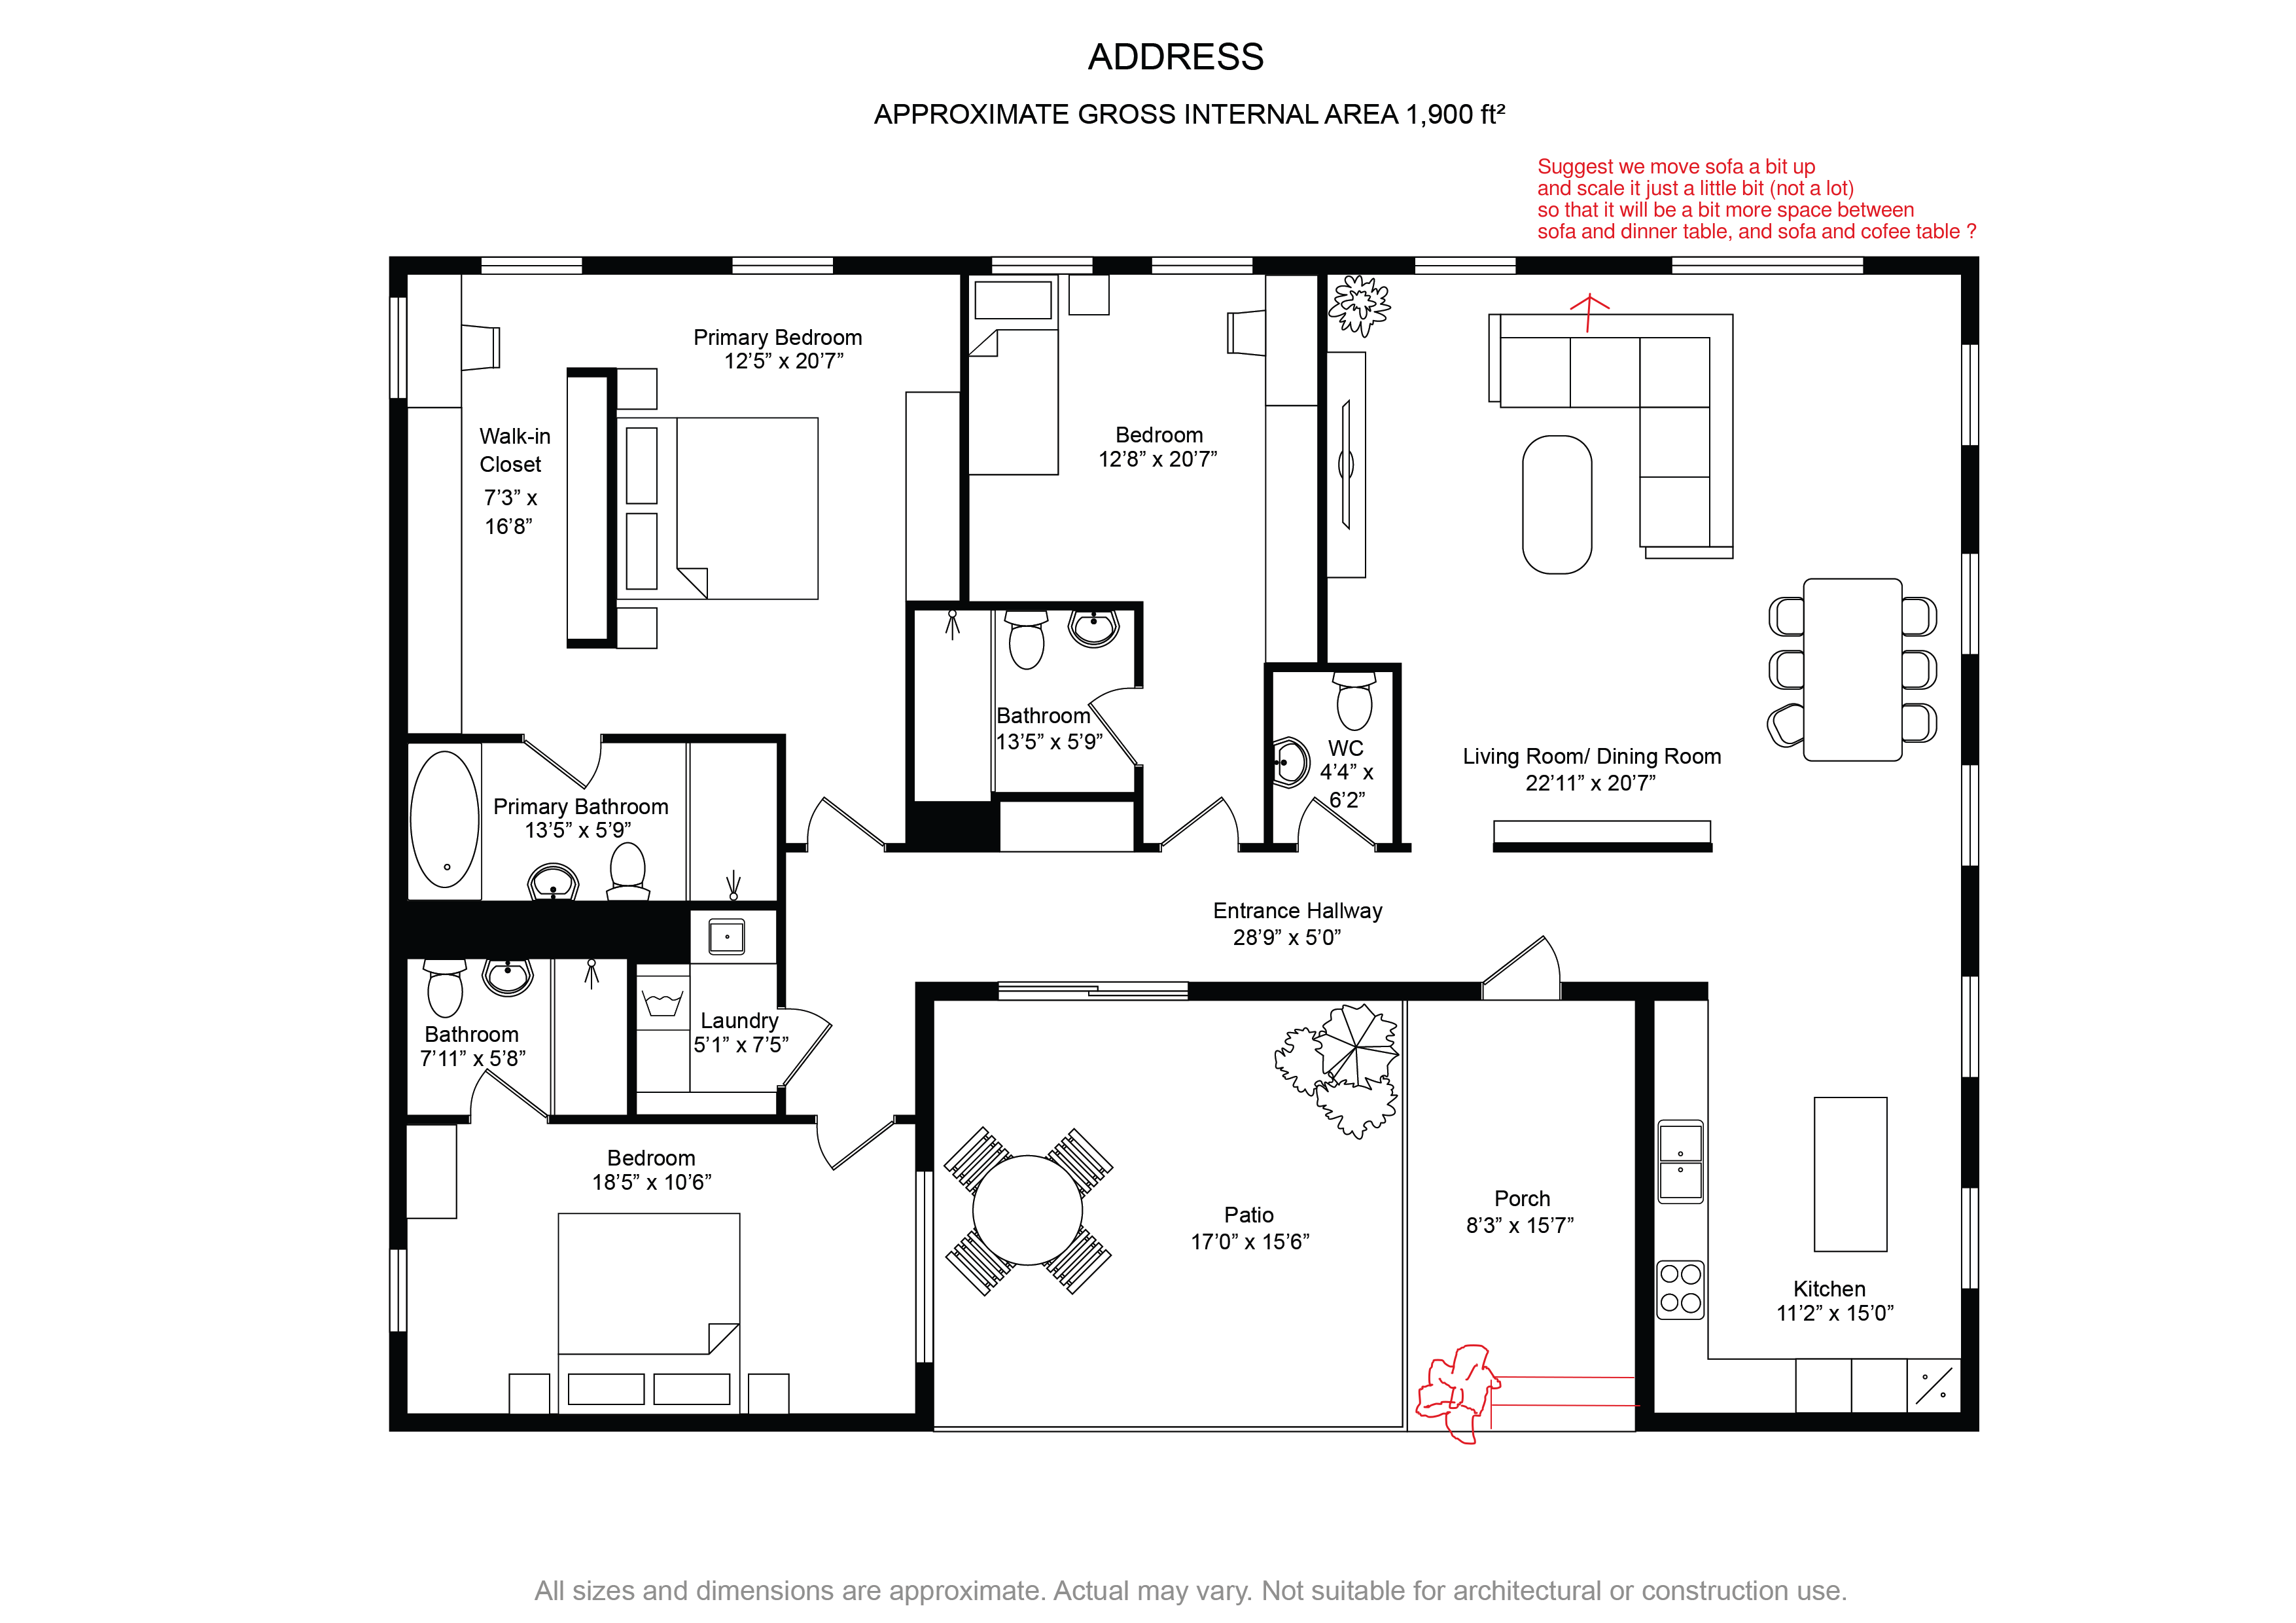 ADDRESS
APPROXIMATE GROSS INTERNAL AREA 1,900 ft²
Suggest we move sofa a bit up
and scale it just a little bit (not a lot)
so that it will be a bit more space between
sofa and dinner table, and sofa and cofee table ?
Primary Bedroom
12’5” x 20’7”
Walk-in
Closet
7’3” x
16’8”
Bedroom
12’8” x 20’7”
Bathroom
13’5” x 5’9”
WC
4’4” x
6’2”
Living Room/ Dining Room
22’11” x 20’7”
Primary Bathroom
13’5” x 5’9”
Entrance Hallway
28’9” x 5’0”
Bathroom
7’11” x 5’8”
Laundry
5’1” x 7’5”
Bedroom
18’5” x 10’6”
Patio
17’0” x 15’6”
Porch
8’3” x 15’7”
Kitchen
11’2” x 15’0”
All sizes and dimensions are approximate. Actual may vary. Not suitable for architectural or construction use.